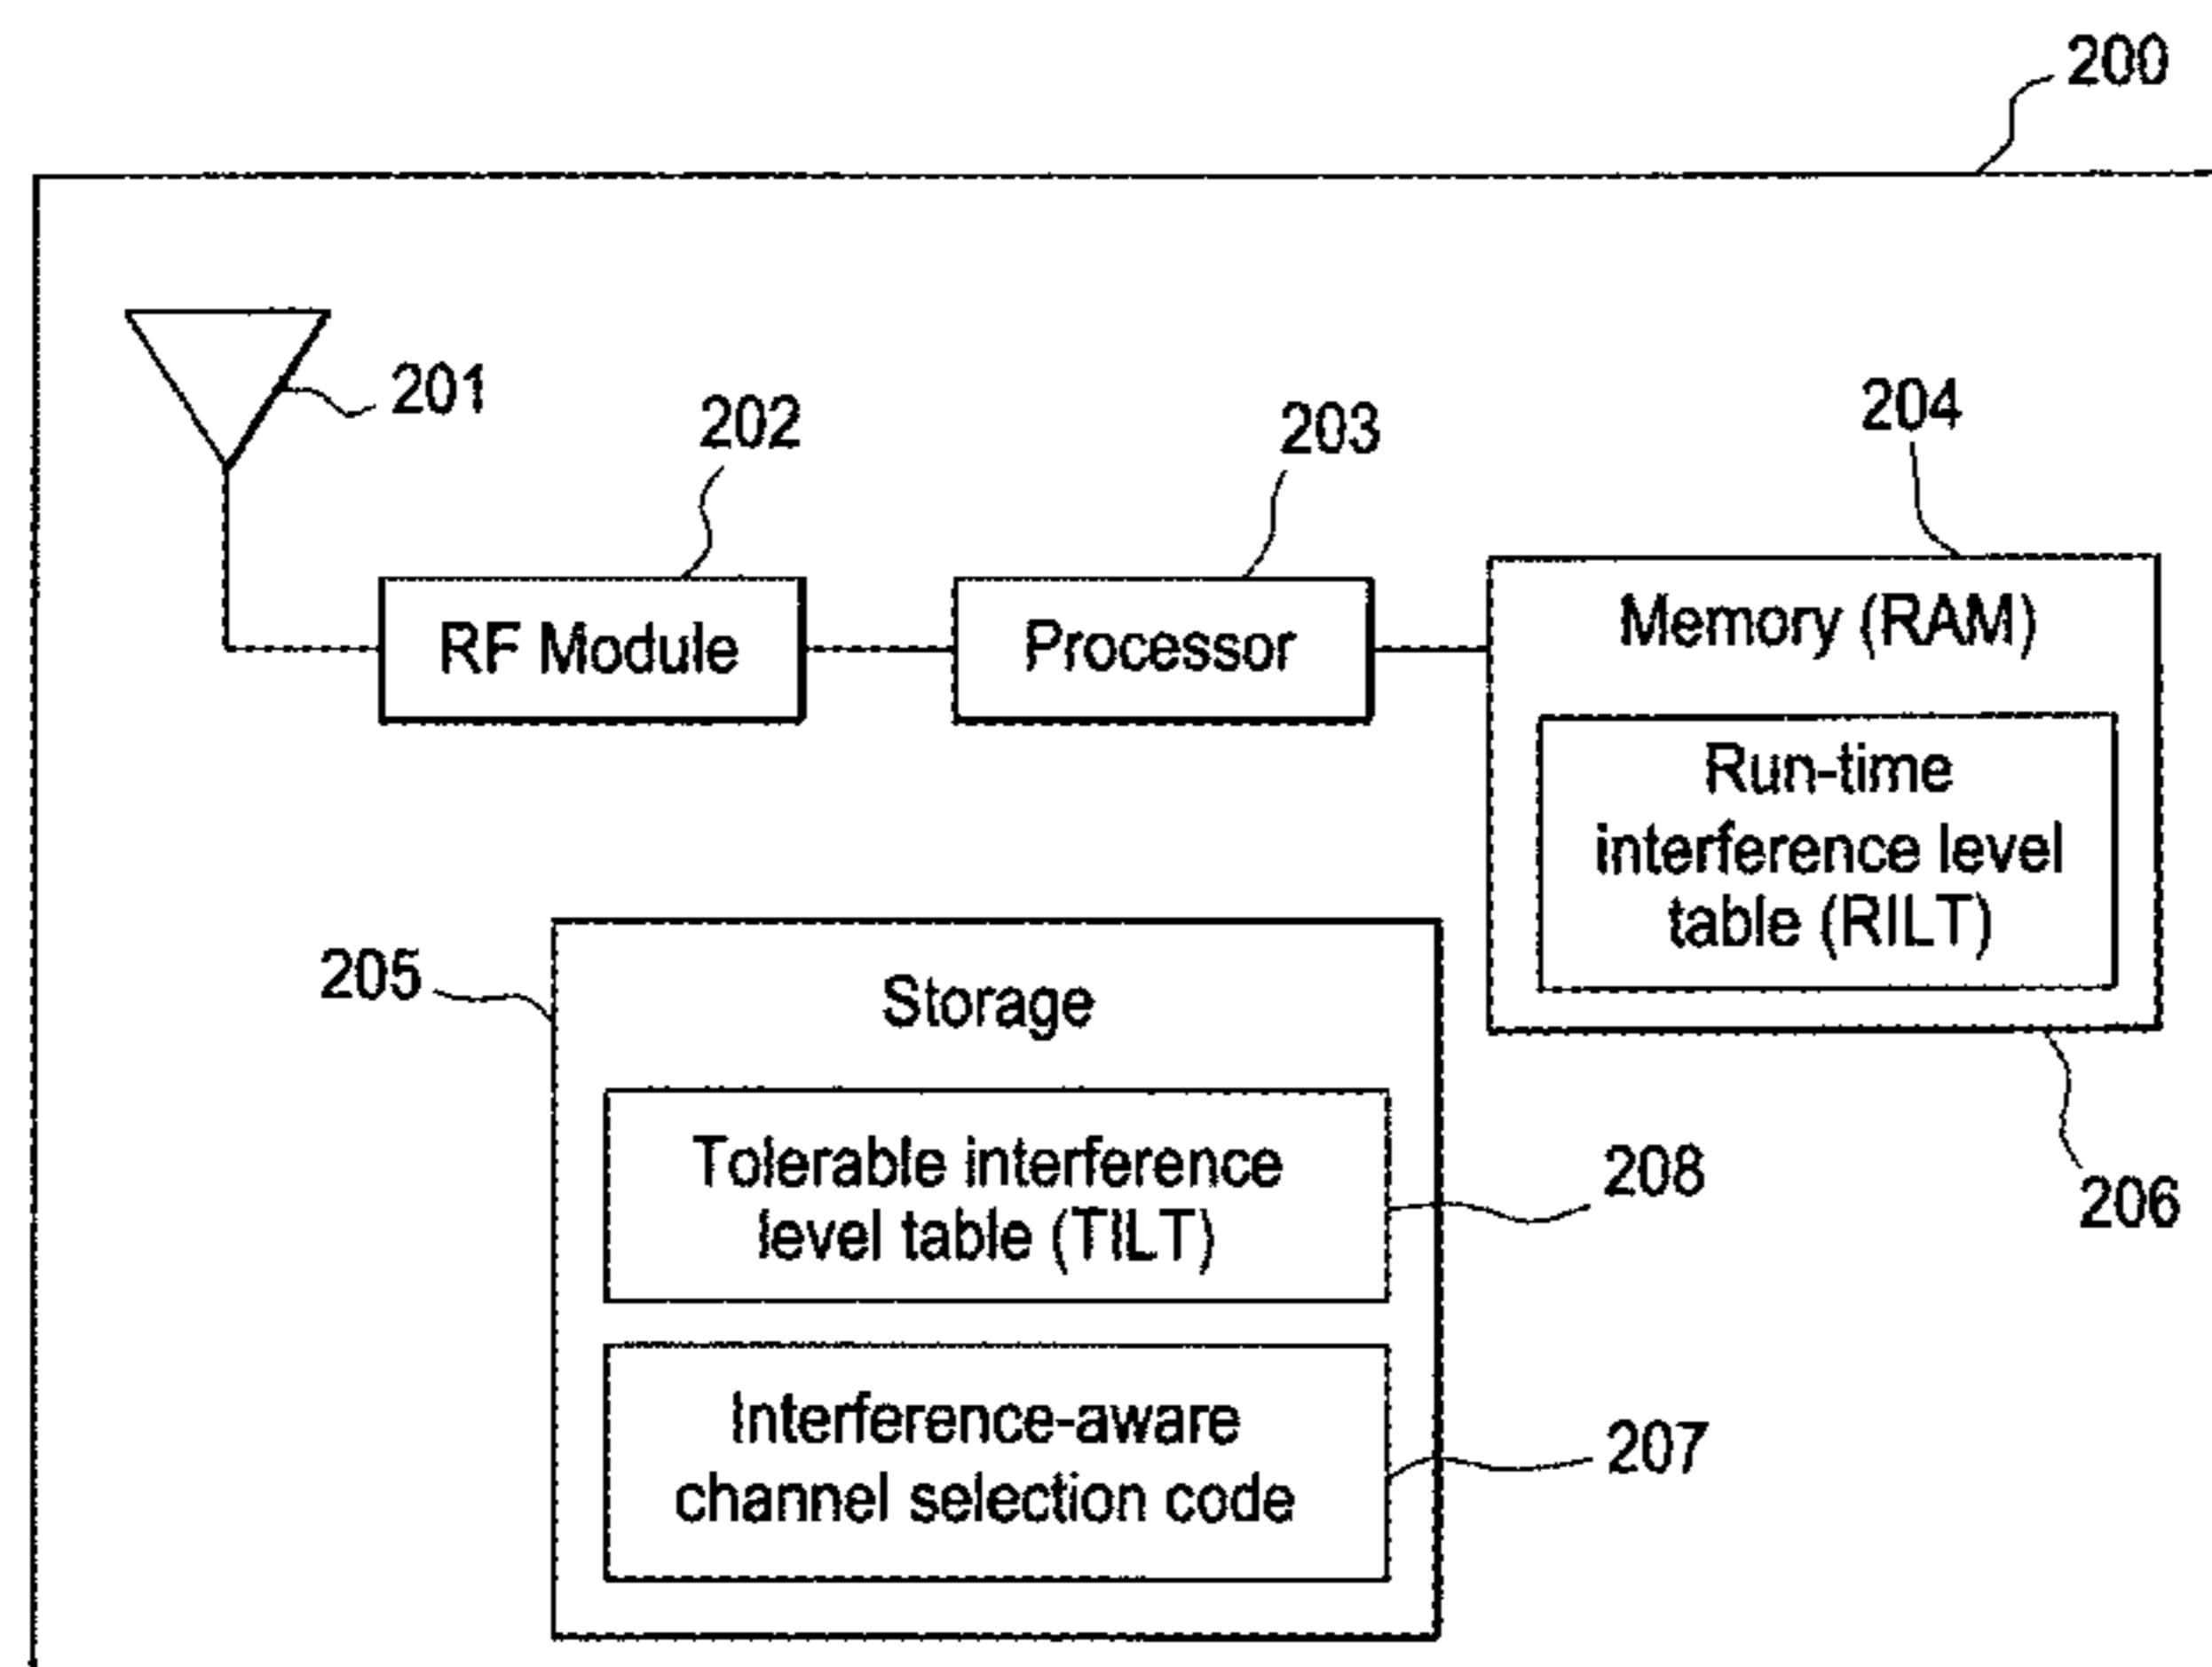 200
201
202
203
204
RF Module
Processor
Memory (RAM)
Run-time
interference level
table (RILT)
205
Storage
Tolerable interference
level table (TILT)
208
206
Interference-aware
channel selection code
207